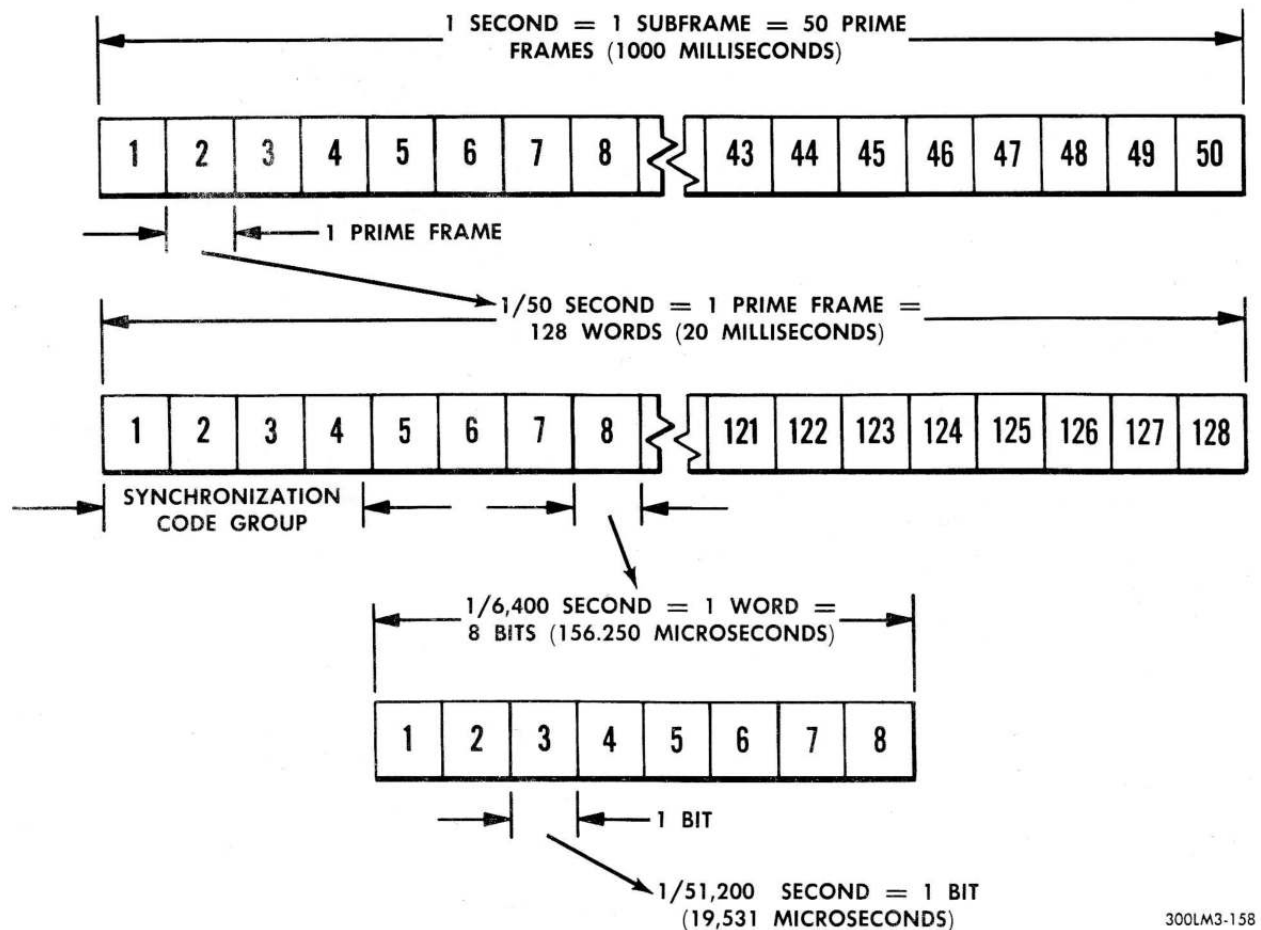 1 SECOND = 1 SUBFRAME = 50 PRIME
FRAMES (1000 MILLISECONDS)
1 2 3 4 5 6 7 8 43 44 45 46 47 48 49 50
1 PRIME FRAME
1/50 SECOND = 1 PRIME FRAME =
128 WORDS (20 MILLISECONDS)
1 2 3 4 5 6 7 8 121 122 123 124 125 126 127 128
SYNCHRONIZATION
CODE GROUP
1/6,400 SECOND = 1 WORD =
8 BITS (156.250 MICROSECONDS)
1 2 3 4 5 6 7 8
1 BIT
1/51,200 SECOND = 1 BIT
(19,531 MICROSECONDS)
300LM3-158